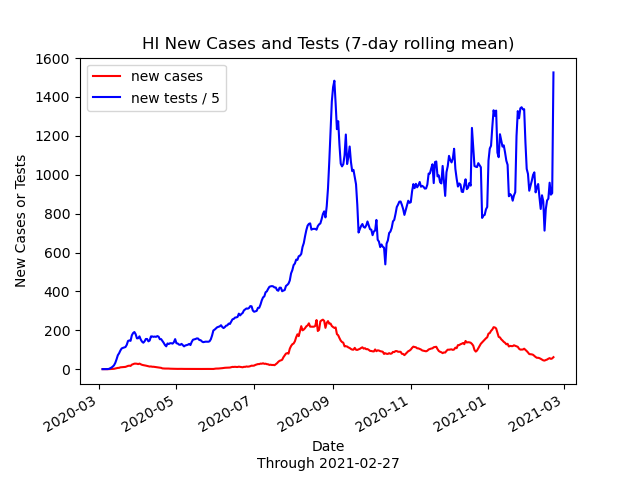 HI New Cases and Tests (7-day rolling mean)
new cases
new tests / 5
New Cases or Tests
1600
1400
1200
1000
800
600
400
200
0
2020-03
2020-05
2020-07
2020-09
2020-11
2021-01
2021-03
Date
Through 2021-02-27